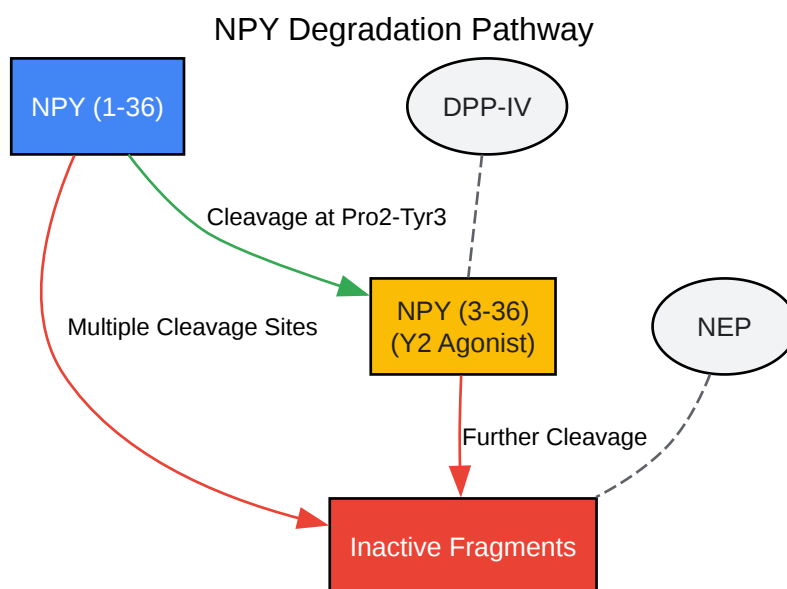 NPY Degradation Pathway
NPY (1-36)
DPP-IV
Cleavage at Pro2-Tyr3
NPY (3-36)
(Y2 Agonist)
Multiple Cleavage Sites
NEP
Further Cleavage
Inactive Fragments